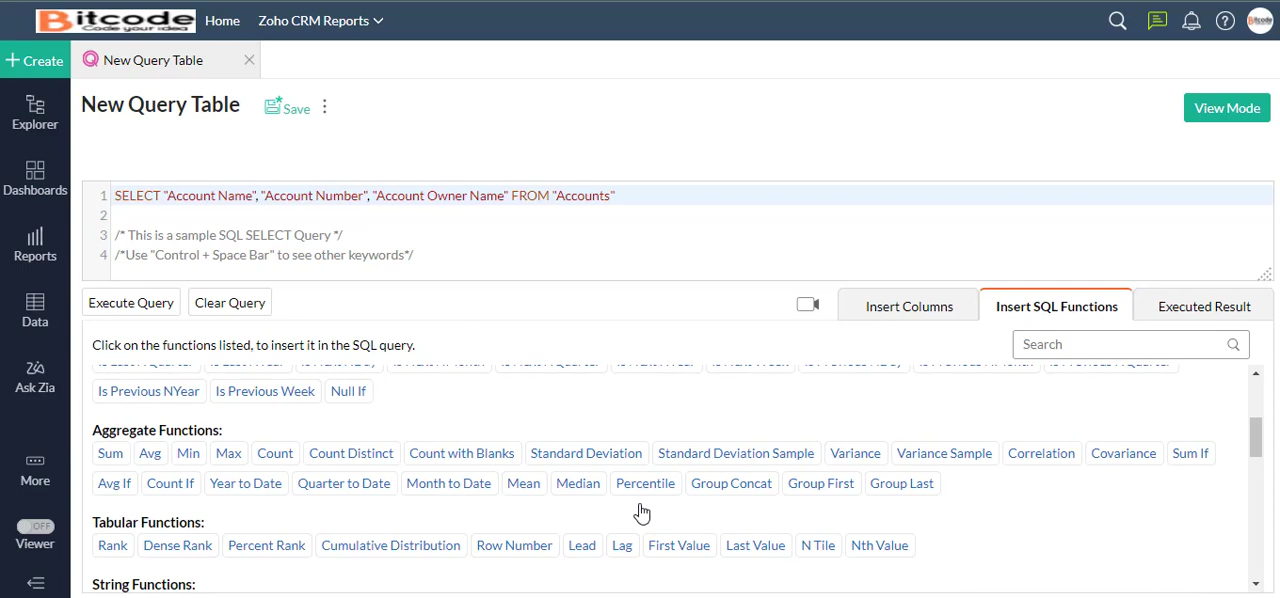 Bitcode
Code your idea
Home Zoho CRM Reports
Create
New Query Table
New Query Table Save
View Mode
Explorer
Dashboards
Reports
Data
Ask Zia
More
OFF
Viewer
1 SELECT "Account Name", "Account Number", "Account Owner Name" FROM "Accounts"
2
3 /* This is a sample SQL SELECT Query */
4 /*Use "Control + Space Bar" to see other keywords*/
Execute Query Clear Query Insert Columns Insert SQL Functions Executed Result
Click on the functions listed, to insert it in the SQL query. Search
Is Previous NYear Is Previous Week Null If
Aggregate Functions:
Sum Avg Min Max Count Count Distinct Count with Blanks Standard Deviation Standard Deviation Sample Variance Variance Sample Correlation Covariance Sum If
Avg If Count If Year to Date Quarter to Date Month to Date Mean Median Percentile Group Concat Group First Group Last
Tabular Functions:
Rank Dense Rank Percent Rank Cumulative Distribution Row Number Lead Lag First Value Last Value N Tile Nth Value
String Functions: